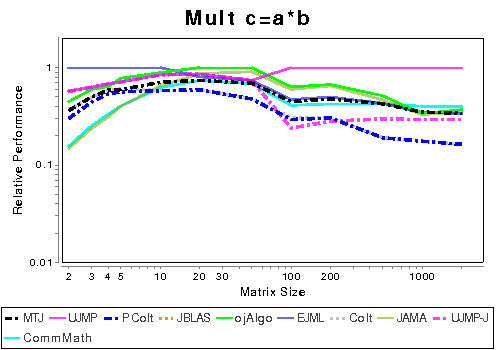 Mult c=a*b
Relative Performance
1
0.1
0.01
2 3 4 5 10 20 30 100 200 1000
Matrix Size
MTJ UJMP PColt JBLAS ojAlgo EJML Colt JAMA UJMP-J
CommMath